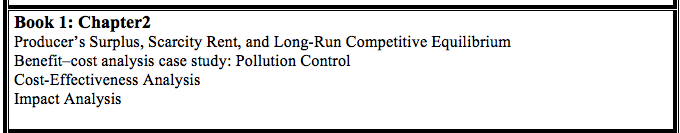 Book 1: Chapter2
Producer’s Surplus, Scarcity Rent, and Long-Run Competitive Equilibrium
Benefit–cost analysis case study: Pollution Control
Cost-Effectiveness Analysis
Impact Analysis